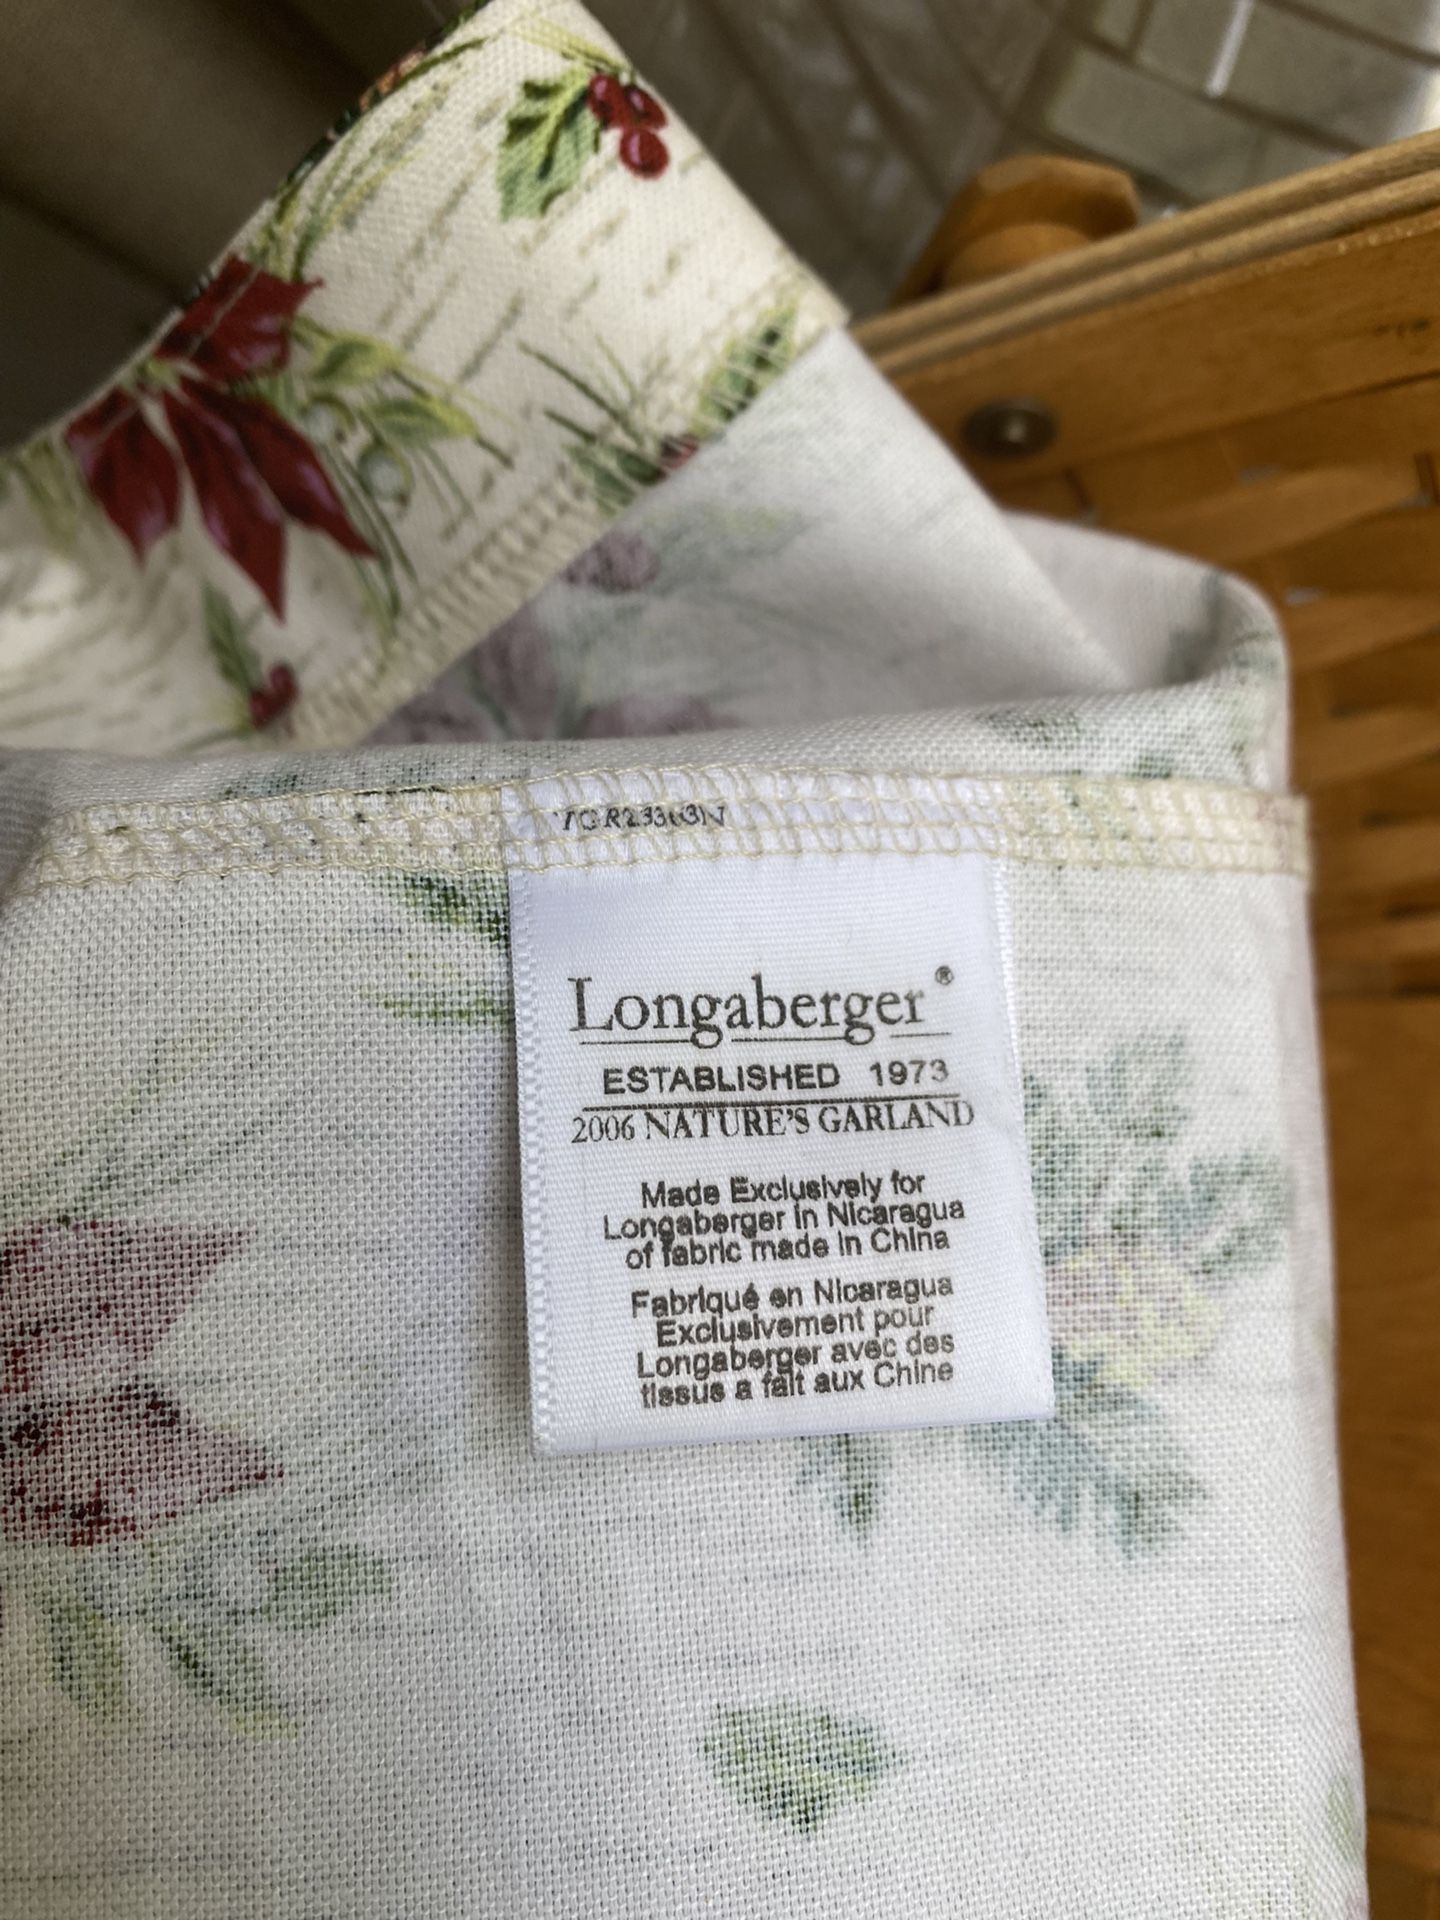 Longaberger®
ESTABLISHED 1973
2006 NATURE'S GARLAND
Made Exclusively for
Longaberger in Nicaragua
of fabric made in China
Fabriqué en Nicaragua
Exclusivement pour
Longaberger avec des
tissus a fait aux Chine